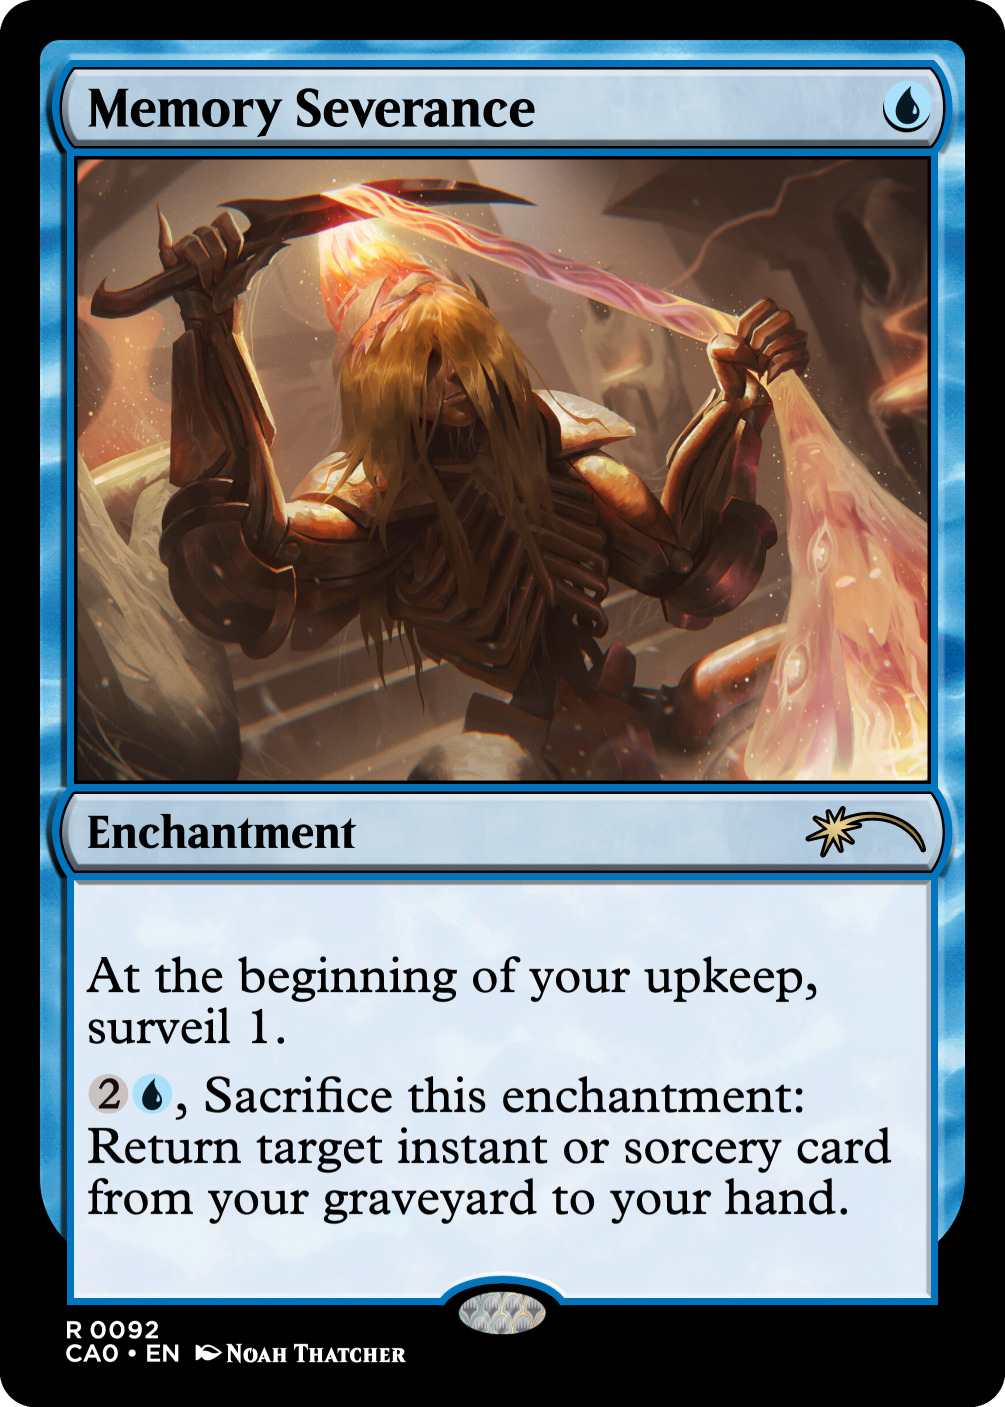 Memory Severance
Enchantment
At the beginning of your upkeep,
surveil 1.
2, Sacrifice this enchantment:
Return target instant or sorcery card
from your graveyard to your hand.
R 0092
CAO • EN Noah Thatcher